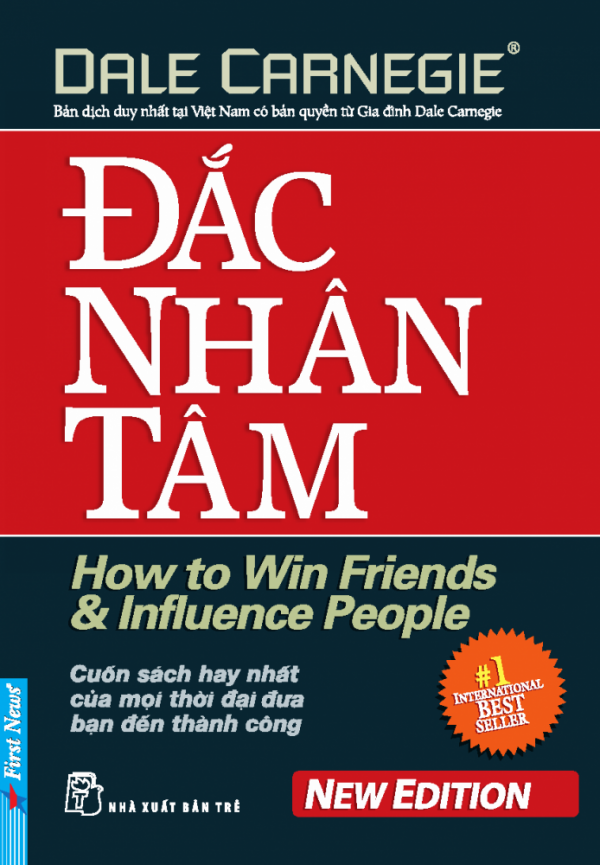 DALE CARNEGIE®
Bản dịch duy nhất tại Việt Nam có bản quyền từ Gia đình Dale Carnegie
ĐẮC
NHÂN
TÂM
How to Win Friends
& Influence People
Cuốn sách hay nhất
của mọi thời đại đưa
bạn đến thành công
#1
INTERNATIONAL
BEST
SELLER
First News®
NHÀ XUẤT BẢN TRẺ
NEW EDITION